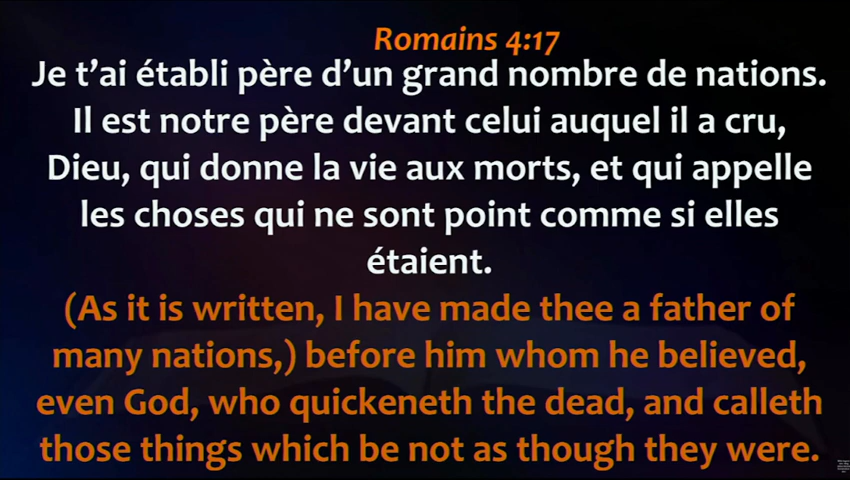 Romains 4:17
Je t’ai établi père d’un grand nombre de nations.
Il est notre père devant celui auquel il a cru,
Dieu, qui donne la vie aux morts, et qui appelle
les choses qui ne sont point comme si elles
étaient.
(As it is written, I have made thee a father of
many nations,) before him whom he believed,
even God, who quickeneth the dead, and calleth
those things which be not as though they were.